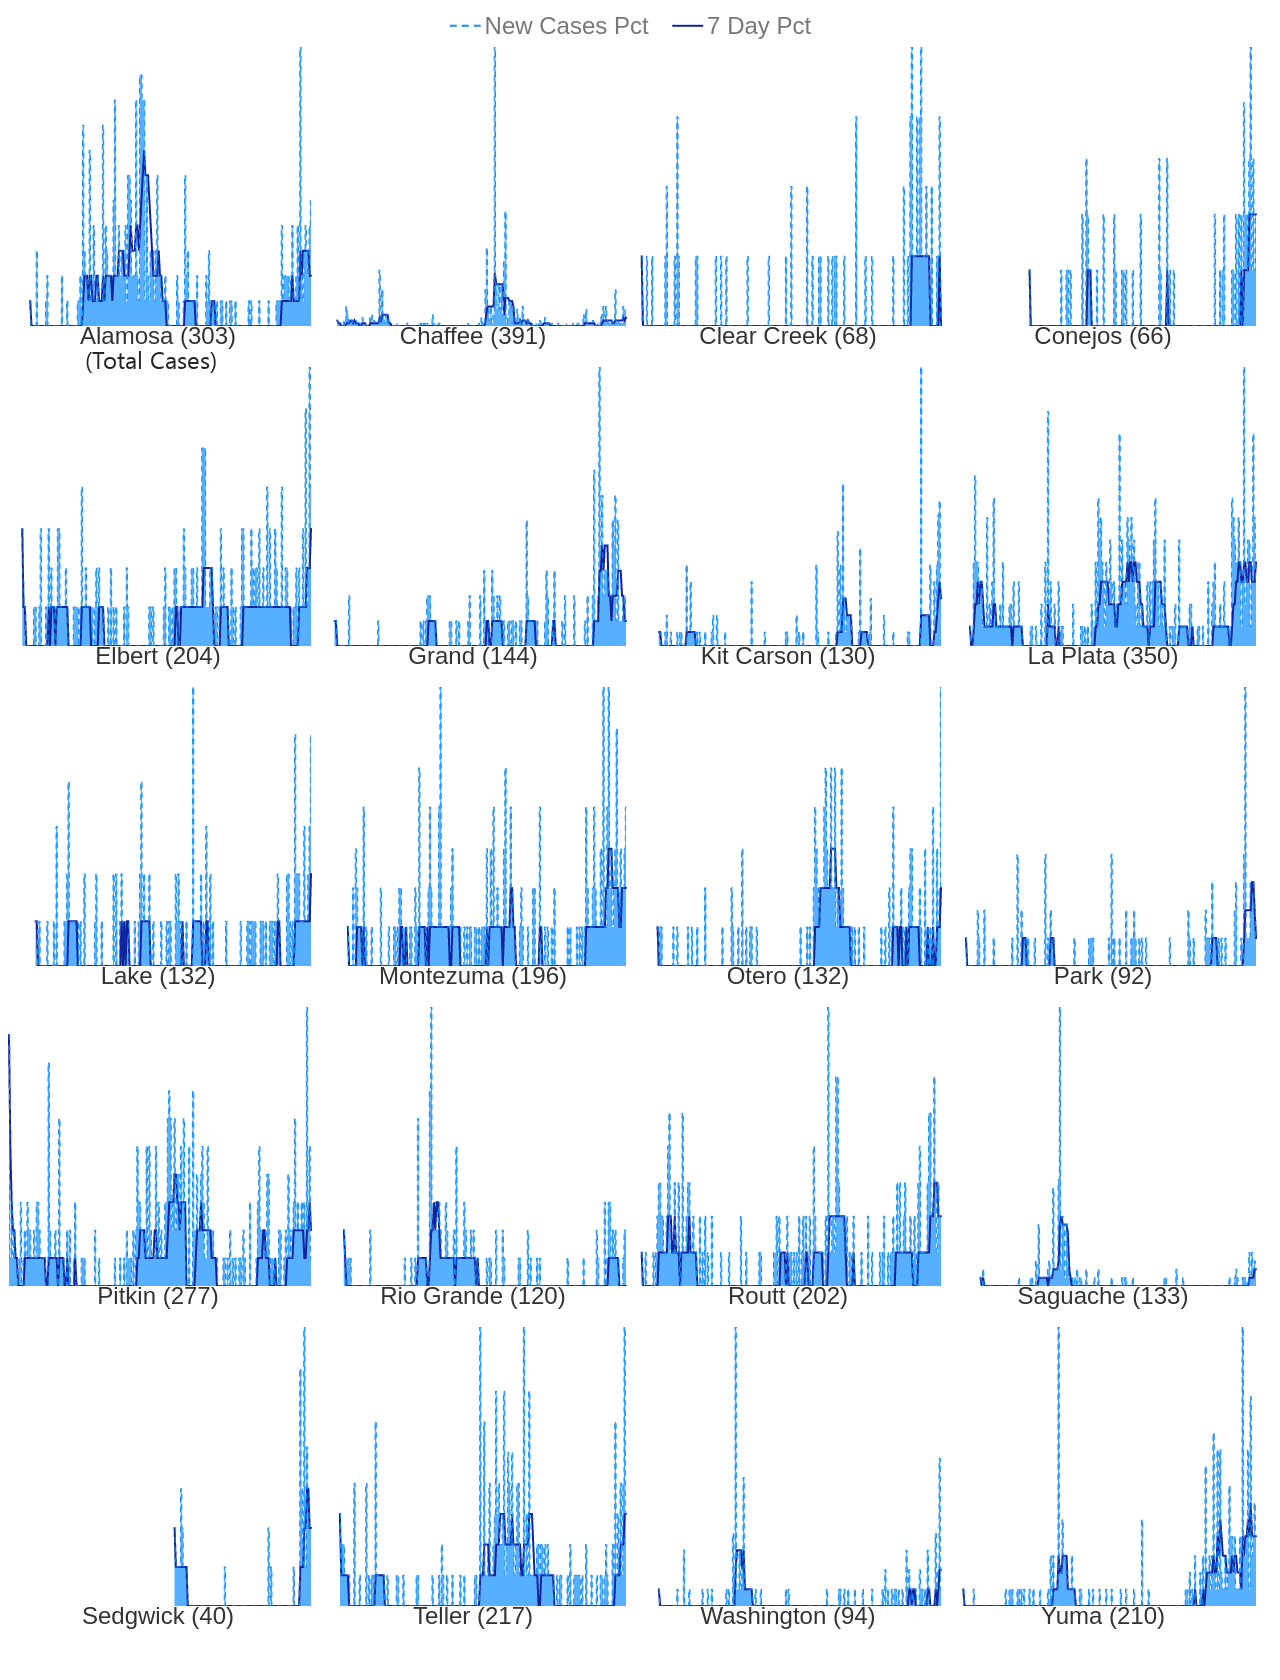 New Cases Pct 7 Day Pct
Alamosa (303) Chaffee (391) Clear Creek (68) Conejos (66)
(Total Cases)
Elbert (204) Grand (144) Kit Carson (130) La Plata (350)
Lake (132) Montezuma (196) Otero (132) Park (92)
Pitkin (277) Rio Grande (120) Routt (202) Saguache (133)
Sedgwick (40) Teller (217) Washington (94) Yuma (210)